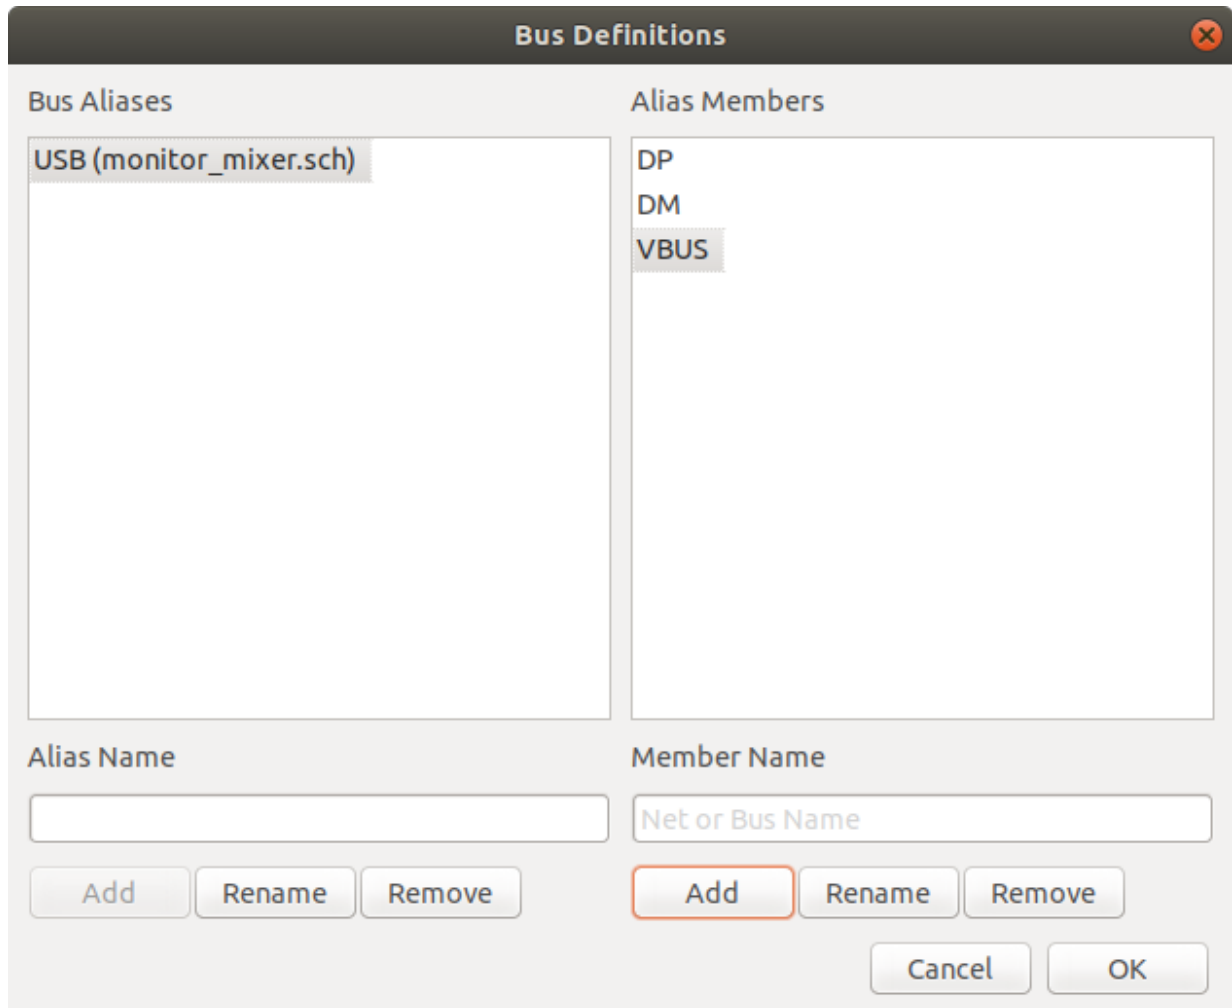 Bus Definitions
Bus Aliases
Alias Members
USB (monitor_mixer.sch)
DP
DM
VBUS
Alias Name
Member Name
Net or Bus Name
Add
Rename
Remove
Add
Rename
Remove
Cancel
OK